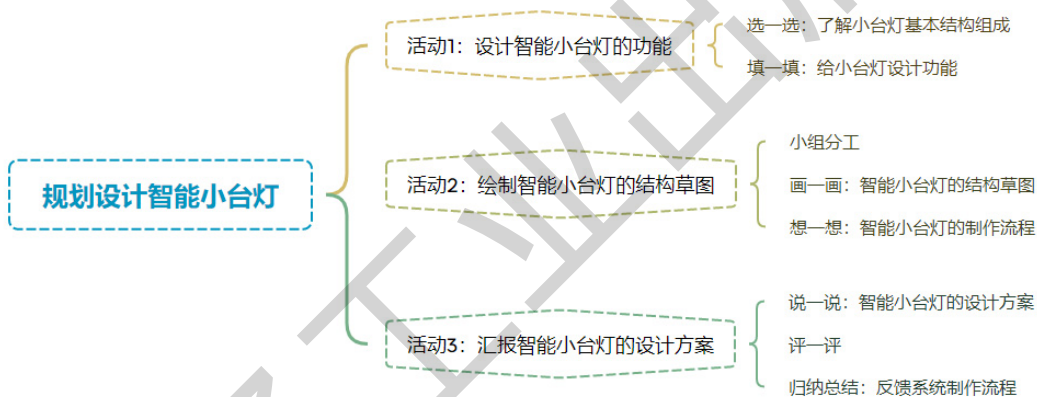 规划设计智能小台灯
活动1：设计智能小台灯的功能
选一选：了解小台灯基本结构组成
填一填：给小台灯设计功能
活动2：绘制智能小台灯的结构草图
小组分工
画一画：智能小台灯的结构草图
想一想：智能小台灯的制作流程
活动3：汇报智能小台灯的设计方案
说一说：智能小台灯的设计方案
评一评
归纳总结：反馈系统制作流程